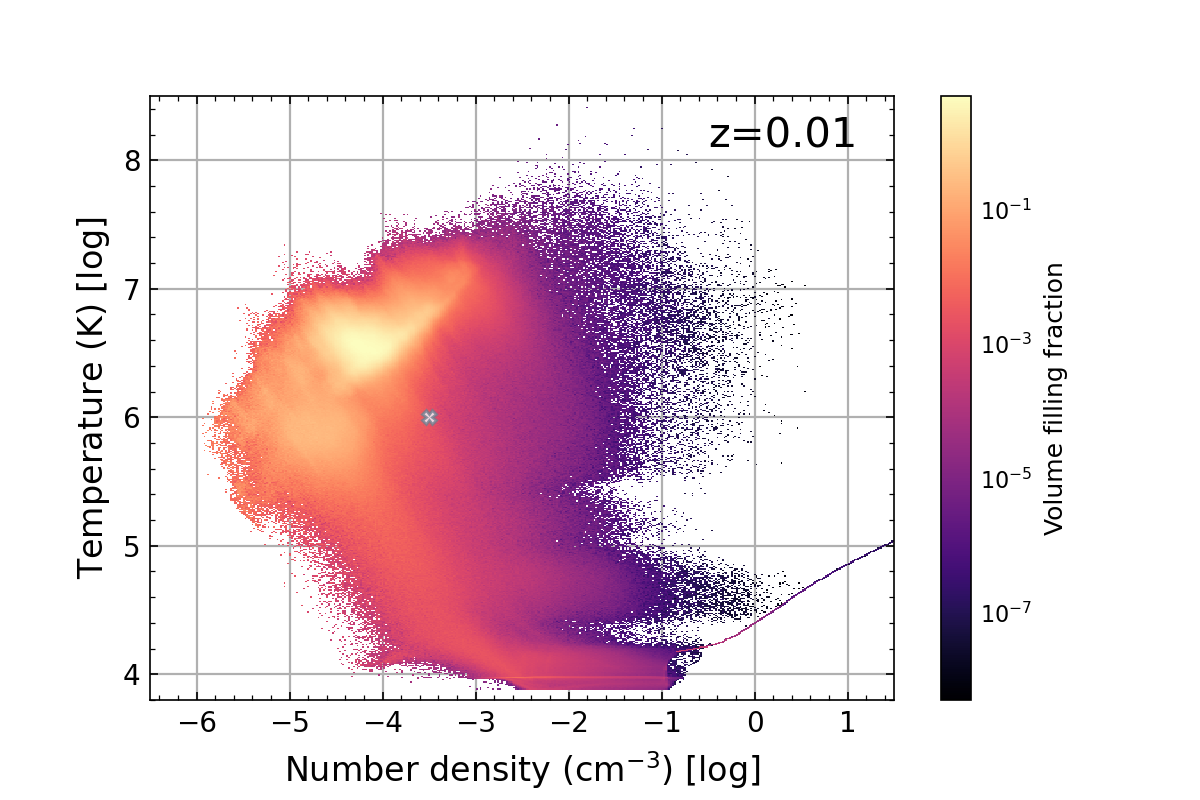 z=0.01
8
7
6
5
4
Temperature (K) [log]
−6 −5 −4 −3 −2 −1 0 1
Number density (cm⁻³) [log]
10⁻¹
10⁻³
10⁻⁵
10⁻⁷
Volume filling fraction